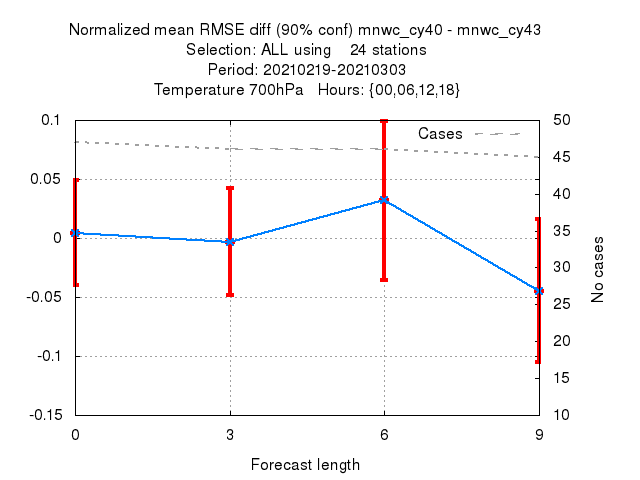 Normalized mean RMSE diff (90% conf) mnwc_cy40 - mnwc_cy43
Selection: ALL using    24 stations
Period: 20210219-20210303
Temperature 700hPa   Hours: {00,06,12,18}
0.1
0.05
0
-0.05
-0.1
-0.15
Cases
50
45
40
35
30
25
20
15
10
No cases
0 3 6 9
Forecast length